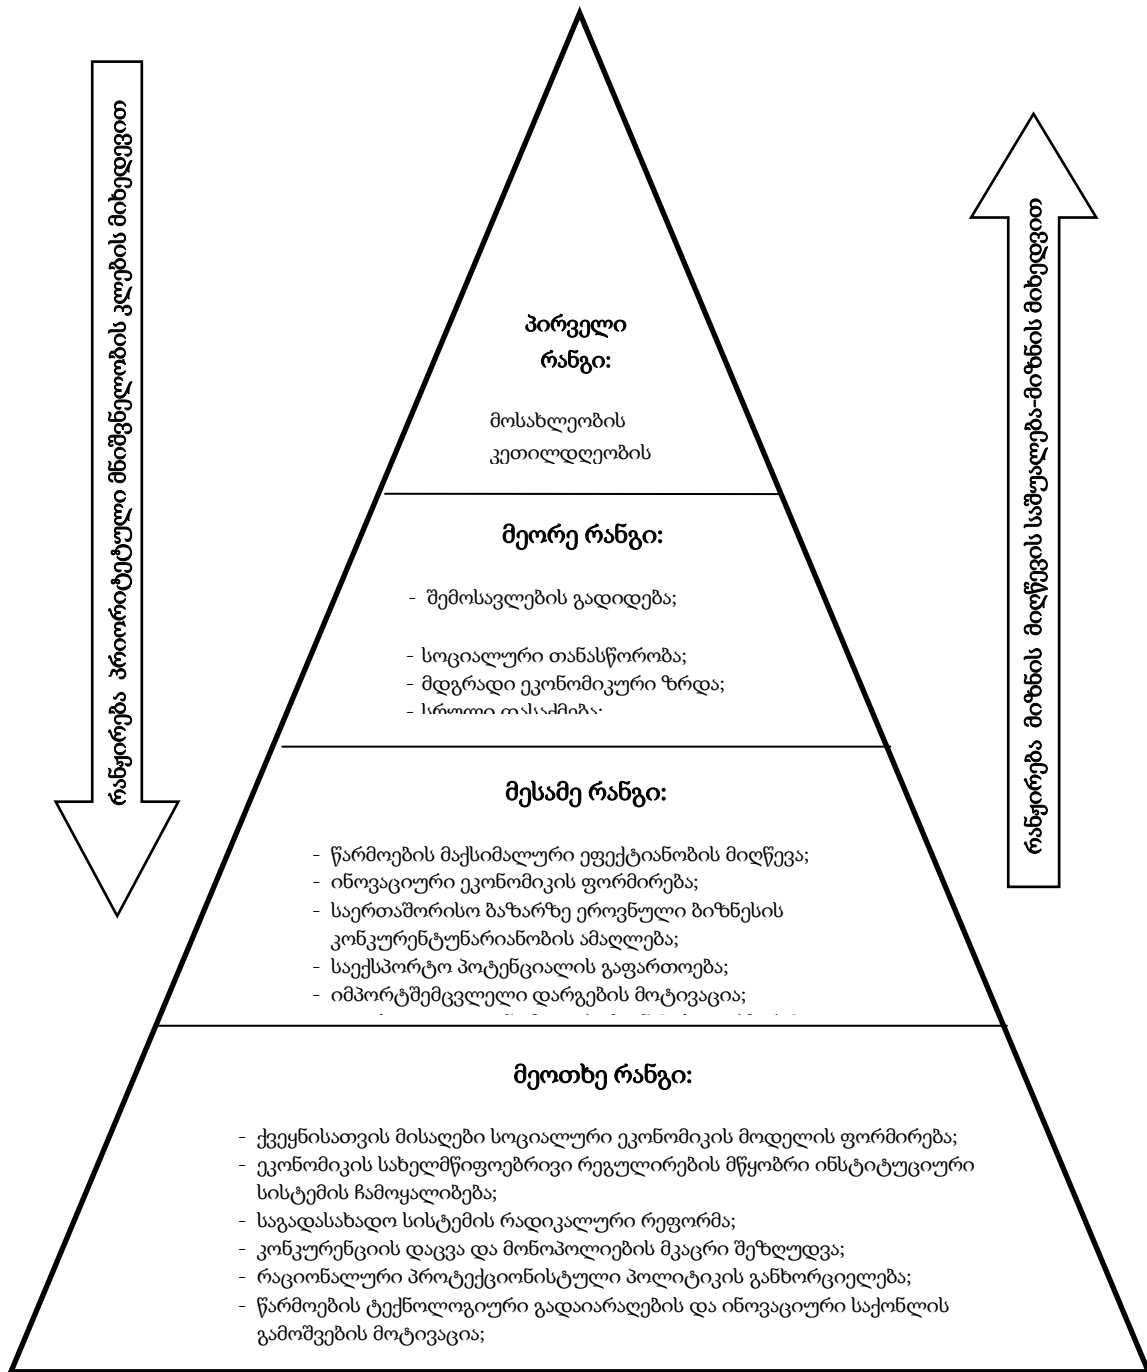 რანჟირება პრიორიტეტული მნიშვნელობის კლების მიხედევით
პირველი
რანგი:
მოსახლეობის
კეთილდღეობის
მეორე რანგი:
- შემოსავლების გადიდება;
- სოციალური თანასწორობა;
- მდგრადი ეკონომიკური ზრდა;
- სრული დასაქმება;
მესამე რანგი:
- წარმოების მაქსიმალური ეფექტიანობის მიღწევა;
- ინოვაციური ეკონომიკის ფორმირება;
- საერთაშორისო ბაზარზე ეროვნული ბიზნესის
კონკურენტუნარიანობის ამაღლება;
- საექსპორტო პოტენციალის გაფართოება;
- იმპორტშემცვლელი დარგების მოტივაცია;
მეოთხე რანგი:
- ქვეყნისათვის მისაღები სოციალური ეკონომიკის მოდელის ფორმირება;
- ეკონომიკის სახელმწიფოებრივი რეგულირების მწყობრი ინსტიტუციური
სისტემის ჩამოყალიბება;
- საგადასახადო სისტემის რადიკალური რეფორმა;
- კონკურენციის დაცვა და მონოპოლიების მკაცრი შეზღუდვა;
- რაციონალური პროტექციონისტული პოლიტიკის განხორციელება;
- წარმოების ტექნოლოგიური გადაიარაღების და ინოვაციური საქონლის
გამოშვების მოტივაცია;
რანჟირება მიზნის მიღწევის საშუალება-მიზნის მიხედვით